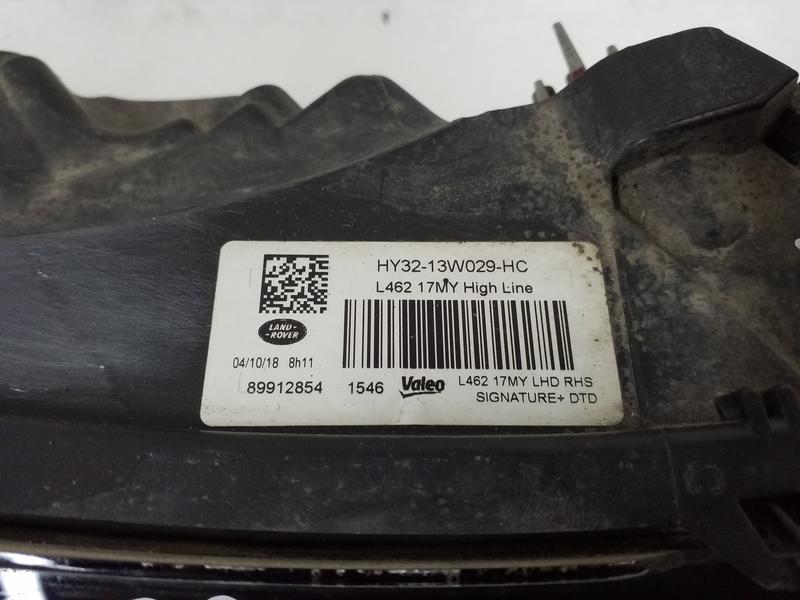 HY32-13W029-HC
L462 17MY High Line
LAND-
-ROVER
04/10/18 8h11
89912854 1546 Valeo
L462 17MY LHD RHS
SIGNATURE+ DTD